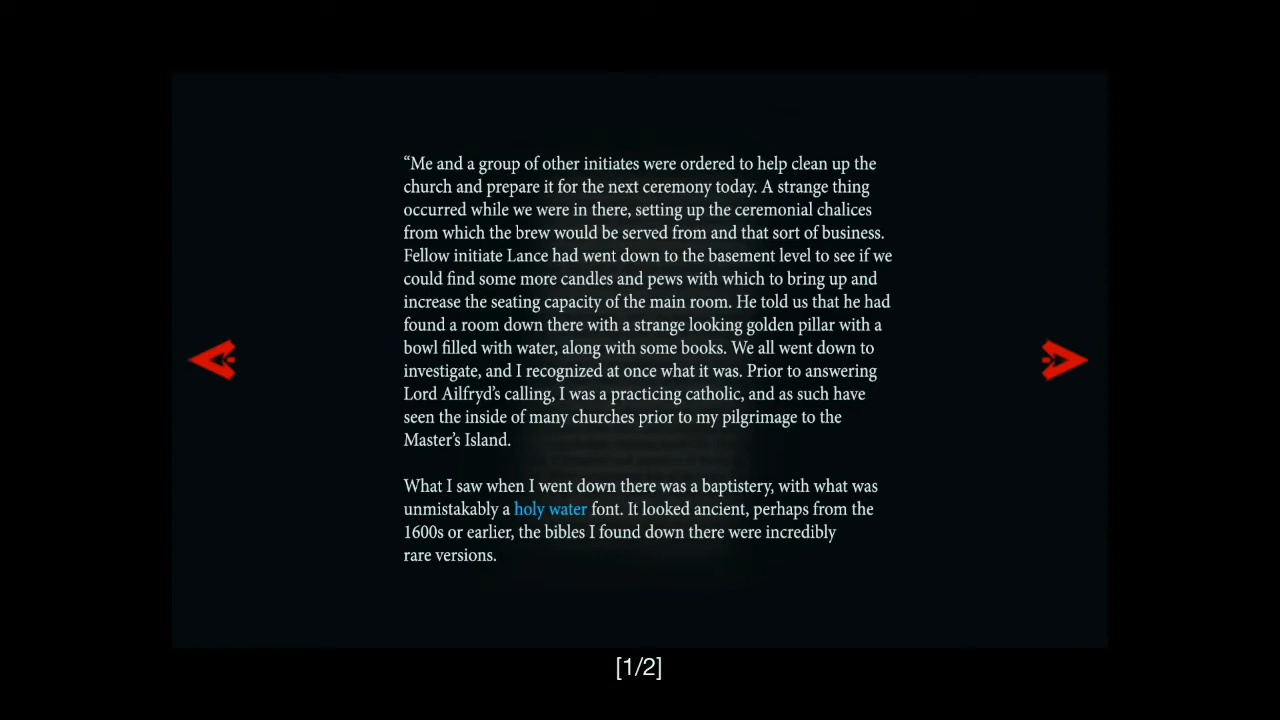 “Me and a group of other initiates were ordered to help clean up the
church and prepare it for the next ceremony today. A strange thing
occurred while we were in there, setting up the ceremonial chalices
from which the brew would be served from and that sort of business.
Fellow initiate Lance had went down to the basement level to see if we
could find some more candles and pews with which to bring up and
increase the seating capacity of the main room. He told us that he had
found a room down there with a strange looking golden pillar with a
bowl filled with water, along with some books. We all went down to
investigate, and I recognized at once what it was. Prior to answering
Lord Ailfryd’s calling, I was a practicing catholic, and as such have
seen the inside of many churches prior to my pilgrimage to the
Master’s Island.
What I saw when I went down there was a baptistery, with what was
unmistakably a holy water font. It looked ancient, perhaps from the
1600s or earlier, the bibles I found down there were incredibly
rare versions.
[1/2]